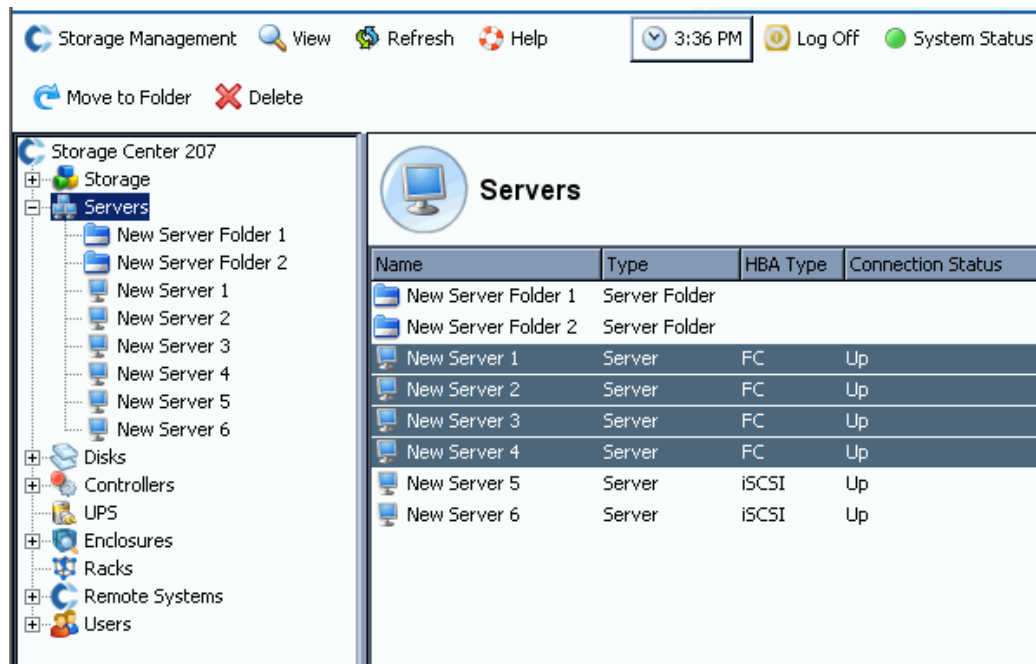 Storage Management View Refresh Help 3:36 PM Log Off System Status
Move to Folder Delete
Storage Center 207
Storage
Servers
New Server Folder 1
New Server Folder 2
New Server 1
New Server 2
New Server 3
New Server 4
New Server 5
New Server 6
Disks
Controllers
UPS
Enclosures
Racks
Remote Systems
Users
Servers
Name Type HBA Type Connection Status
New Server Folder 1 Server Folder
New Server Folder 2 Server Folder
New Server 1 Server FC Up
New Server 2 Server FC Up
New Server 3 Server FC Up
New Server 4 Server FC Up
New Server 5 Server iSCSI Up
New Server 6 Server iSCSI Up